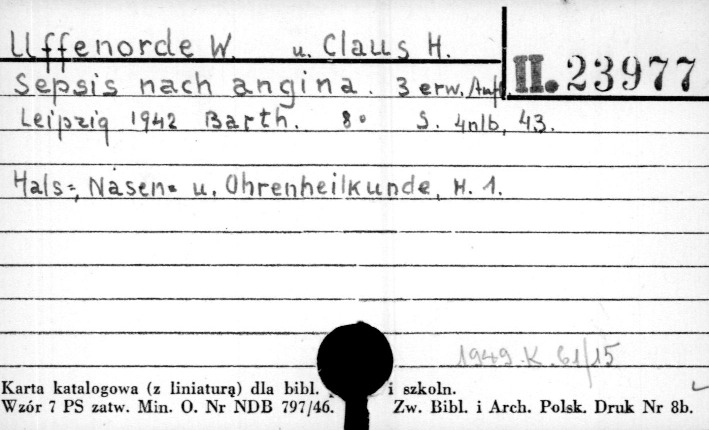 Uffenorde W. u. Claus H.
II. 23977
Sepsis nach angina. 3 erw. Aufl
Leipzig 1942 Barth. 8° S. 4nlb, 43.
Hals=, Nasen= u. Ohrenheilkunde, H. 1.
1949. K. 61/15
Karta katalogowa (z liniaturą) dla bibl. i szkoln.
Wzór 7 PS zatw. Min. O. Nr NDB 797/46. Zw. Bibl. i Arch. Polsk. Druk Nr 8b.